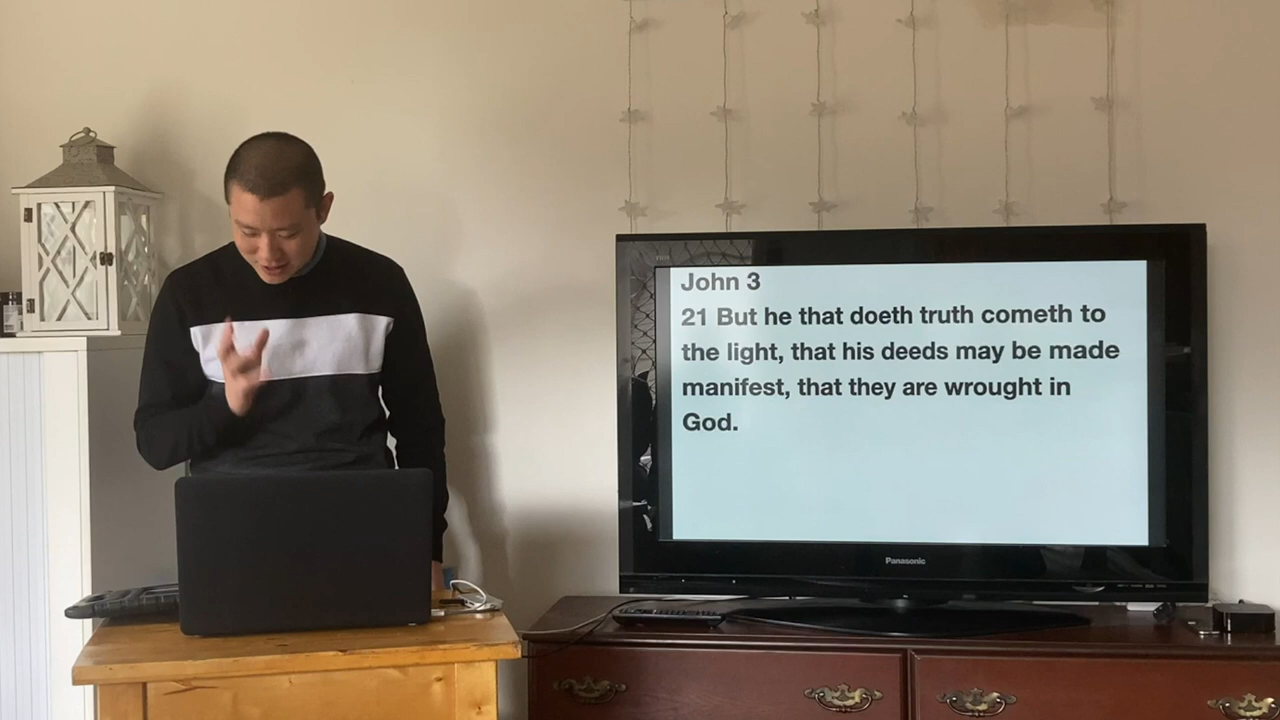 John 3
21 But he that doeth truth cometh to
the light, that his deeds may be made
manifest, that they are wrought in
God.
Panasonic